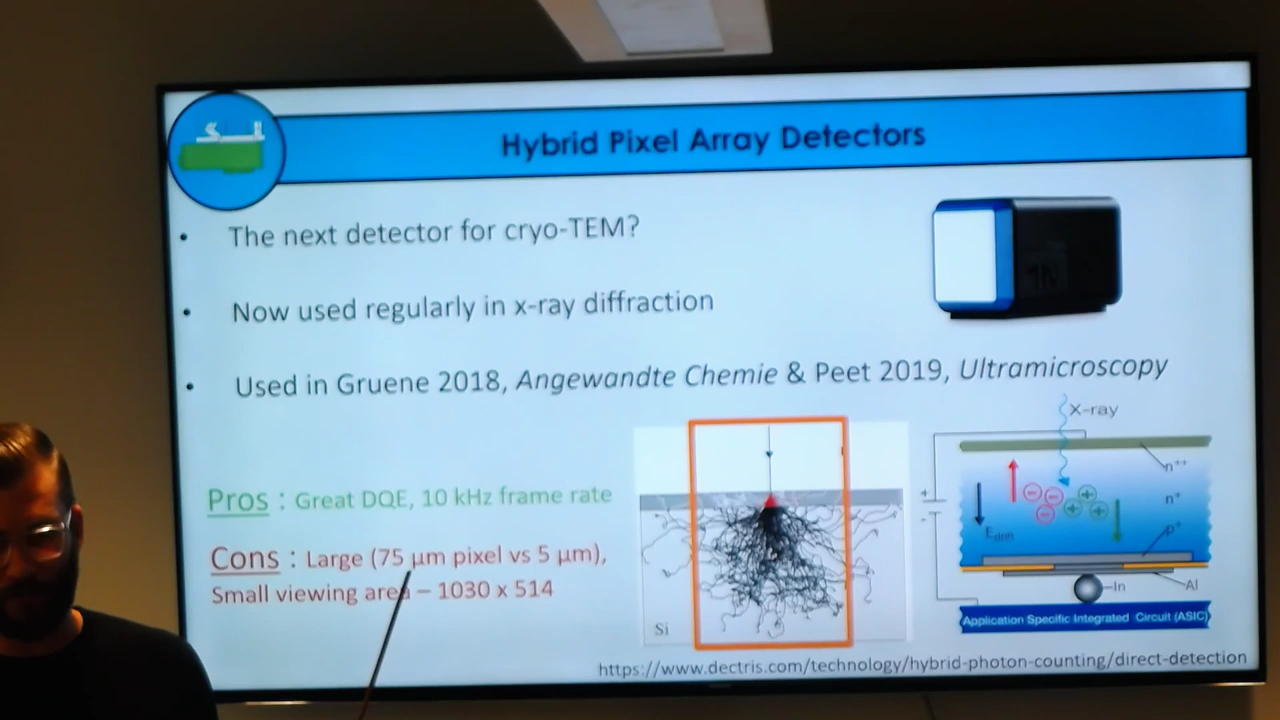 Hybrid Pixel Array Detectors
• The next detector for cryo-TEM?
• Now used regularly in x-ray diffraction
• Used in Gruene 2018, Angewandte Chemie & Peet 2019, Ultramicroscopy
Pros : Great DQE, 10 kHz frame rate
Cons : Large (75 µm pixel vs 5 µm),
Small viewing area – 1030 x 514
Si
X-ray
n++
+
-
n+
E drift
p+
In
Al
Application Specific Integrated Circuit (ASIC)
https://www.dectris.com/technology/hybrid-photon-counting/direct-detection